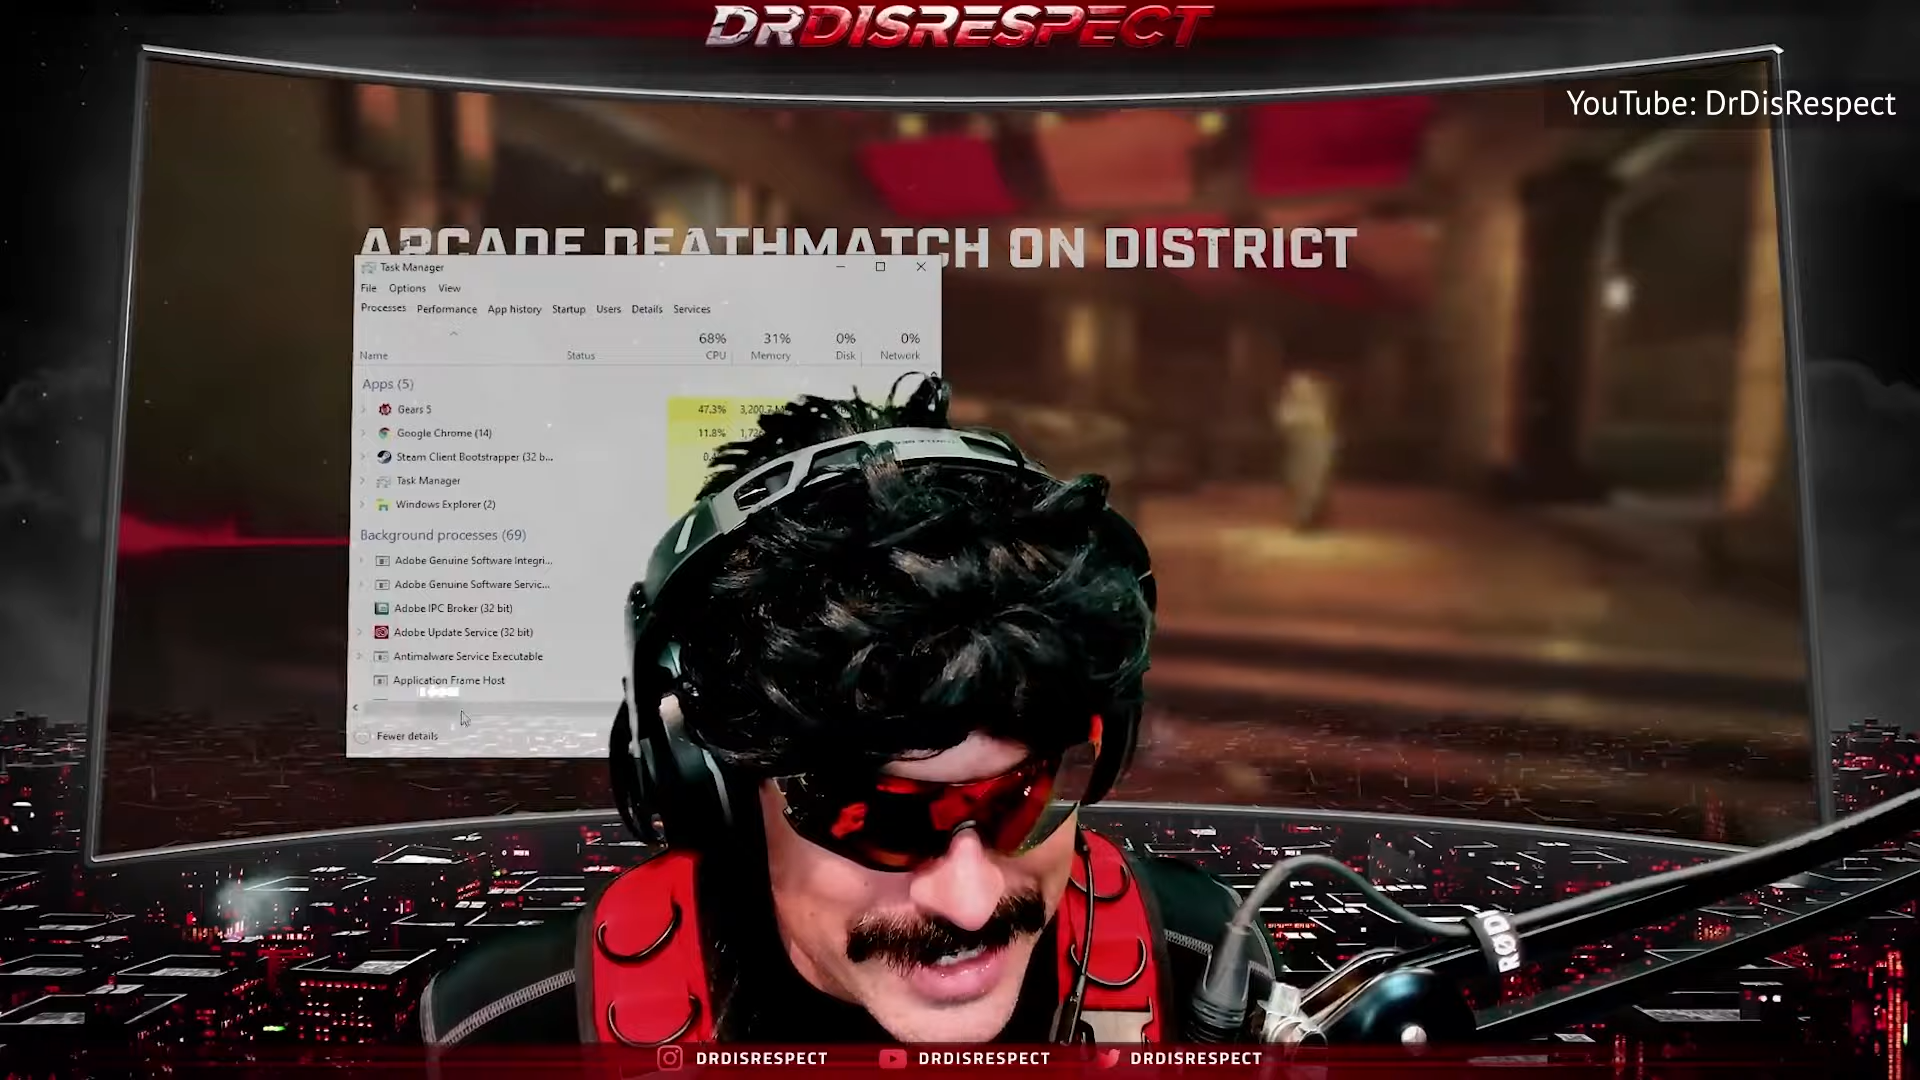 DRDISRESPECT
YouTube: DrDisRespect
ARCADE DEATHMATCH ON DISTRICT
Task Manager
File Options View
Processes Performance App history Startup Users Details Services
68% 31% 0% 0%
Name Status CPU Memory Disk Network
Apps (5)
Gears 5 47.3%
Google Chrome (14) 11.8%
Steam Client Bootstrapper (32 b...
Task Manager
Windows Explorer (2)
Background processes (69)
Adobe Genuine Software Integri...
Adobe Genuine Software Servic...
Adobe IPC Broker (32 bit)
Adobe Update Service (32 bit)
Antimalware Service Executable
Application Frame Host
Fewer details
RØDE
DRDISRESPECT DRDISRESPECT DRDISRESPECT